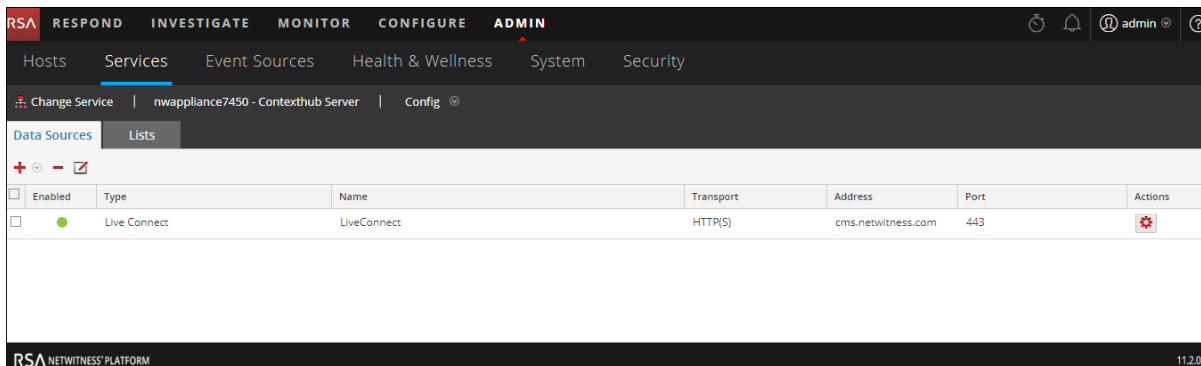 RSA RESPOND INVESTIGATE MONITOR CONFIGURE ADMIN admin ?
Hosts Services Event Sources Health & Wellness System Security
Change Service | nwappliance7450 - Contexthub Server | Config
Data Sources Lists
Enabled Type Name Transport Address Port Actions
Live Connect LiveConnect HTTP(S) cms.netwitness.com 443
RSA NETWITNESS® PLATFORM 11.2.0